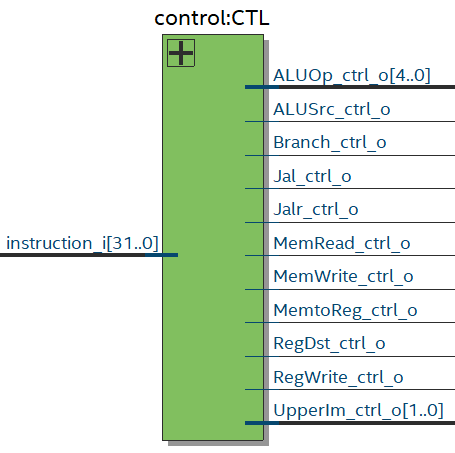 control:CTL
ALUOp_ctrl_o[4..0]
ALUSrc_ctrl_o
Branch_ctrl_o
Jal_ctrl_o
Jalr_ctrl_o
instruction_i[31..0]
MemRead_ctrl_o
MemWrite_ctrl_o
MemtoReg_ctrl_o
RegDst_ctrl_o
RegWrite_ctrl_o
UpperIm_ctrl_o[1..0]